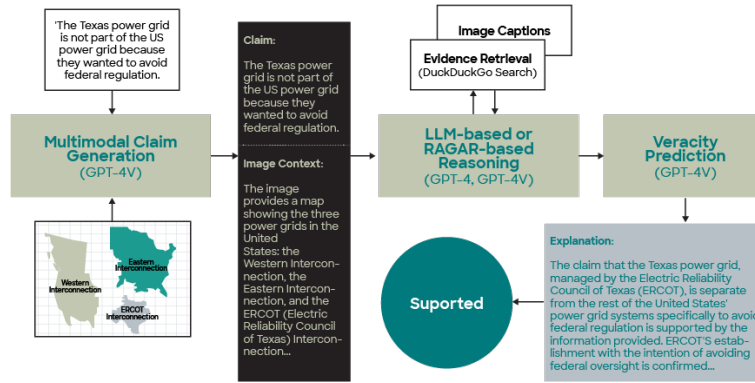 'The Texas power grid
is not part of the US
power grid because
they wanted to avoid
federal regulation.
Multimodal Claim
Generation
(GPT-4V)
Western
Interconnection
Eastern
Interconnection
ERCOT
Interconnection
Claim:
The Texas power
grid is not part of
the US power grid
because they
wanted to avoid
federal regulation.
Image Context:
The image
provides a map
showing the three
power grids in the
United
States: the
Western Interconn-
ection, the
Eastern Interconn-
ection, and the
ERCOT (Electric
Reliability Council
of Texas) Interco-
nnection...
Image Captions
Evidence Retrieval
(DuckDuckGo Search)
LLM-based or
RAGAR-based
Reasoning
(GPT-4, GPT-4V)
Veracity
Prediction
(GPT-4V)
Explanation:
The claim that the Texas power grid,
managed by the Electric Reliability
Council of Texas (ERCOT), is separate
from the rest of the United States'
power grid systems specifically to avoid
federal regulation is supported by the
information provided. ERCOT'S estab-
lishment with the intention of avoiding
federal oversight is confirmed...
Suported